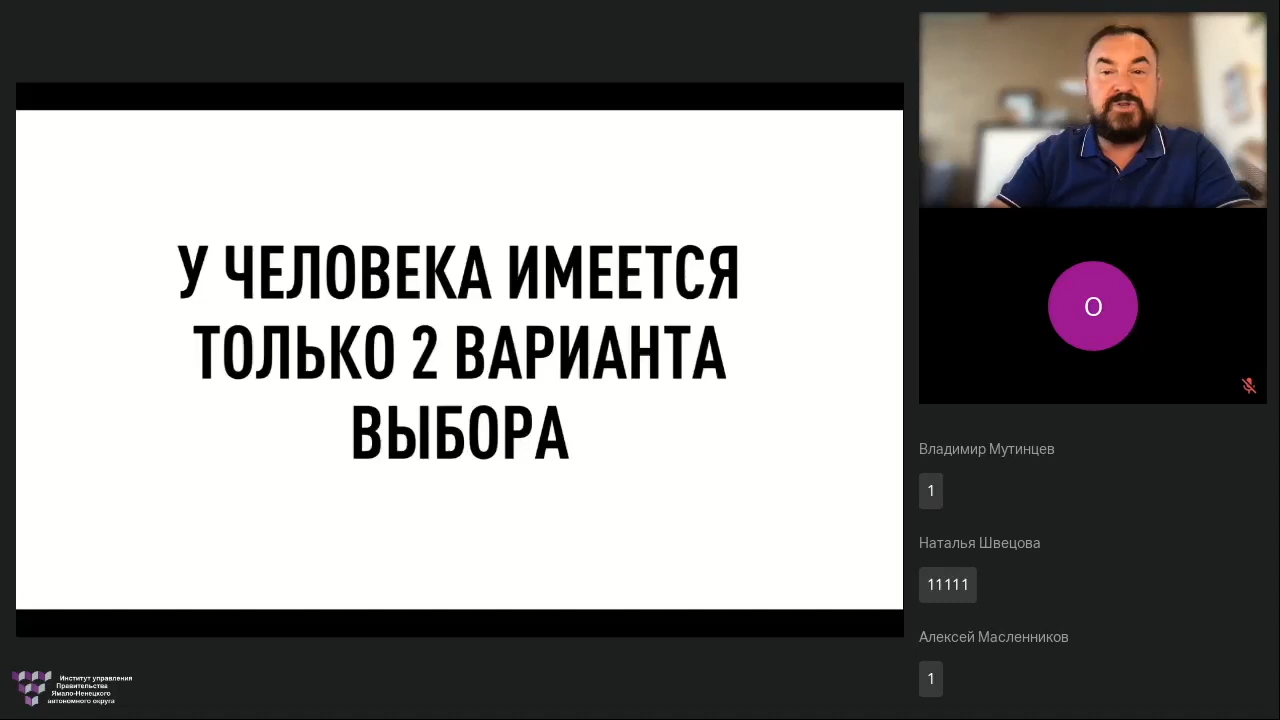 У ЧЕЛОВЕКА ИМЕЕТСЯ
ТОЛЬКО 2 ВАРИАНТА
ВЫБОРА
О
Владимир Мутинцев
1
Наталья Швецова
11111
Алексей Масленников
1
Институт управления
Правительства
Ямало-Ненецкого
автономного округа